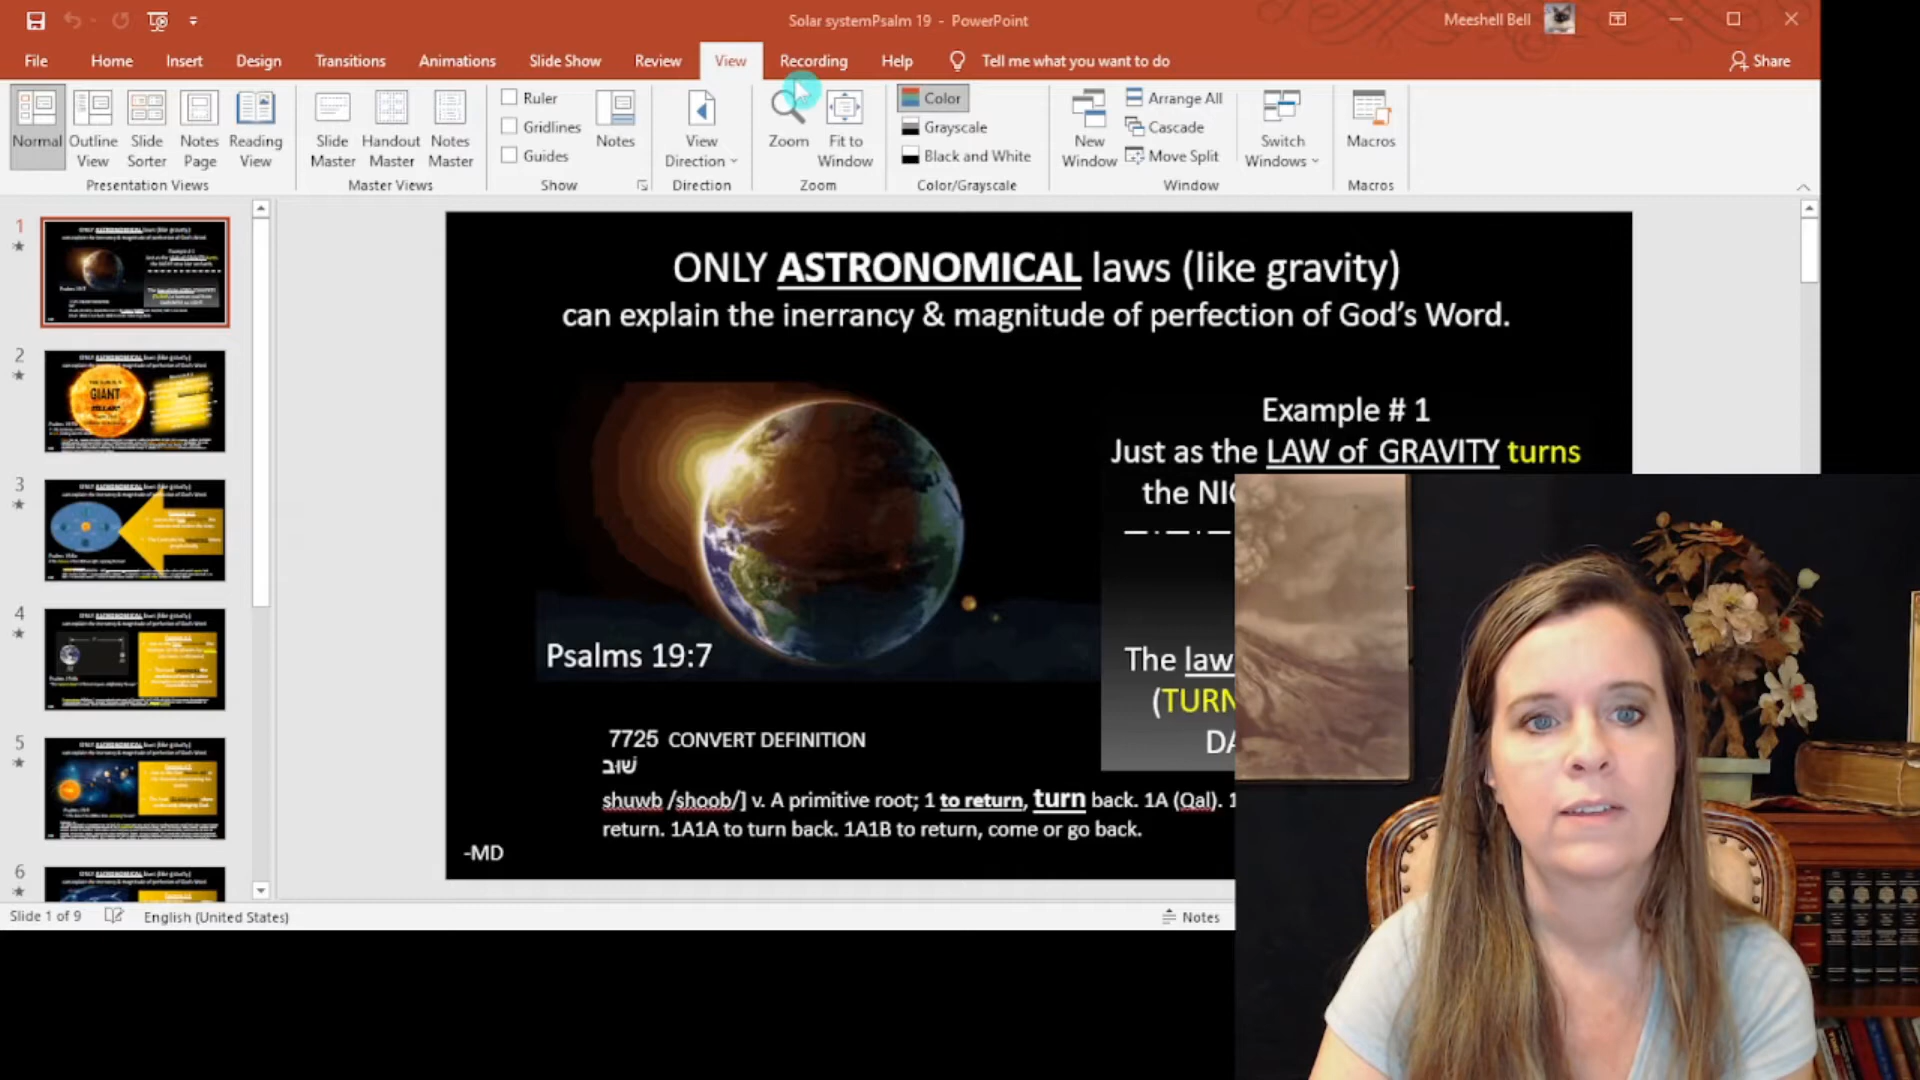 Solar systemPsalm 19 - PowerPoint
Meeshell Bell
File Home Insert Design Transitions Animations Slide Show Review View Recording Help Tell me what you want to do Share
Normal
Outline View
Slide Sorter
Notes Page
Reading View
Presentation Views
Slide Master
Handout Master
Notes Master
Master Views
Ruler
Gridlines
Guides
Notes
Show
View Direction
Direction
Zoom
Fit to Window
Zoom
Color
Grayscale
Black and White
Color/Grayscale
New Window
Arrange All
Cascade
Move Split
Switch Windows
Window
Macros
Macros
1
2
GIANT
3
4
5
6
ONLY ASTRONOMICAL laws (like gravity)
can explain the inerrancy & magnitude of perfection of God's Word.
Example # 1
Just as the LAW of GRAVITY turns
the
Psalms 19:7
The law
(TURN
7725 CONVERT DEFINITION
שׁוּב
shuwb /shoob/] v. A primitive root; 1 to return, turn back. 1A (Qal). 1
return. 1A1A to turn back. 1A1B to return, come or go back.
-MD
Slide 1 of 9
English (United States)
Notes